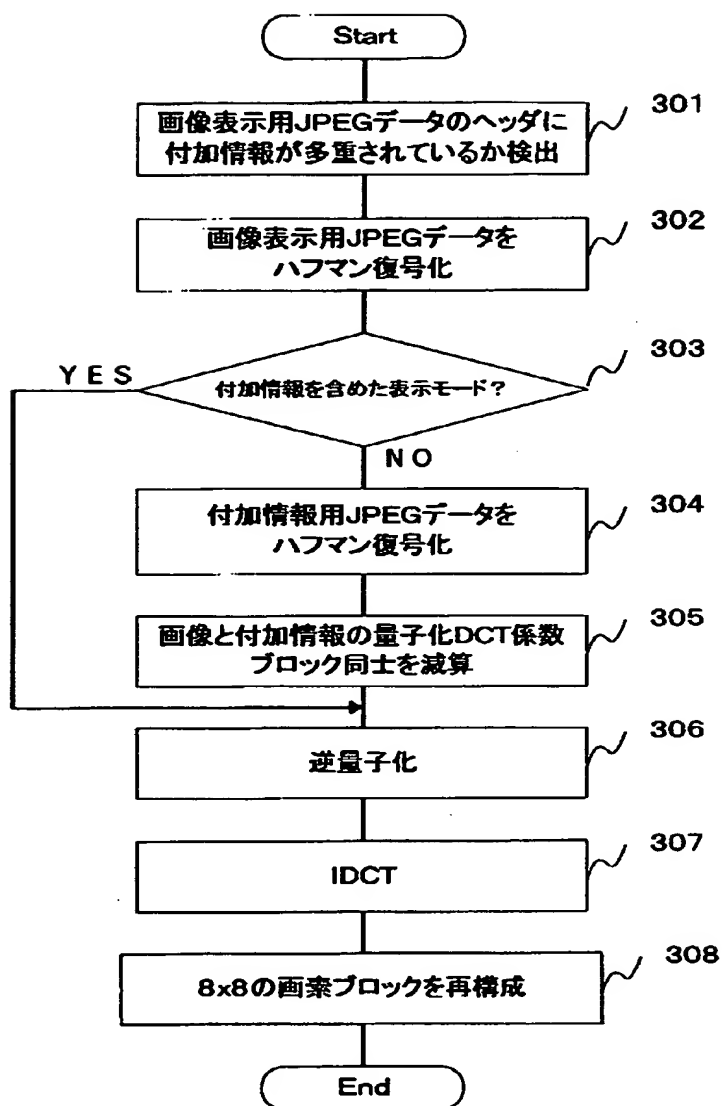 Start
画像表示用JPEGデータのヘッダに
付加情報が多重されているか検出
301
画像表示用JPEGデータを
ハフマン復号化
302
付加情報を含めた表示モード?
303
YES
NO
付加情報用JPEGデータを
ハフマン復号化
304
画像と付加情報の量子化DCT係数
ブロック同士を減算
305
逆量子化
306
IDCT
307
8x8の画素ブロックを再構成
308
End